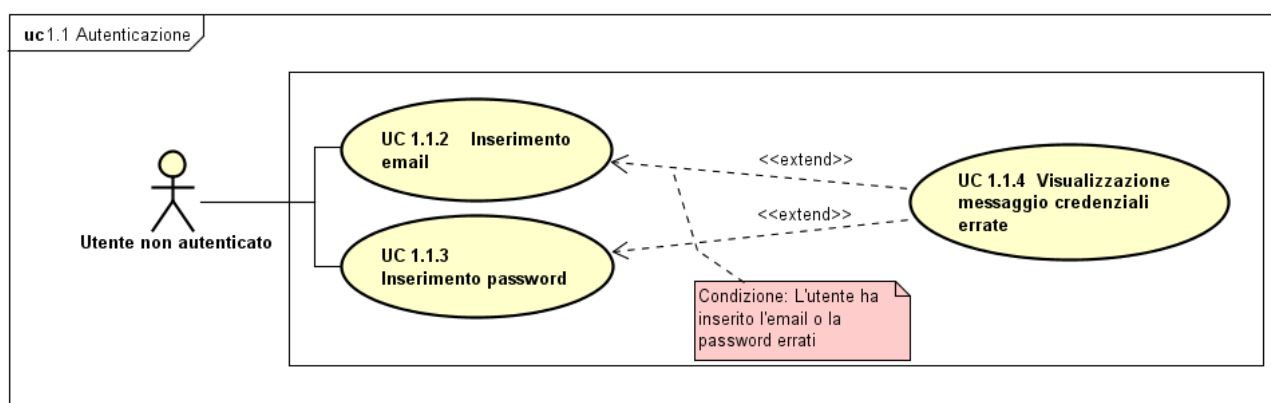 uc1.1 Autenticazione
UC 1.1.2 Inserimento
email
<<extend>>
UC 1.1.4 Visualizzazione
messaggio credenziali
errate
<<extend>>
Utente non autenticato
UC 1.1.3
Inserimento password
Condizione: L'utente ha
inserito l'email o la
password errati